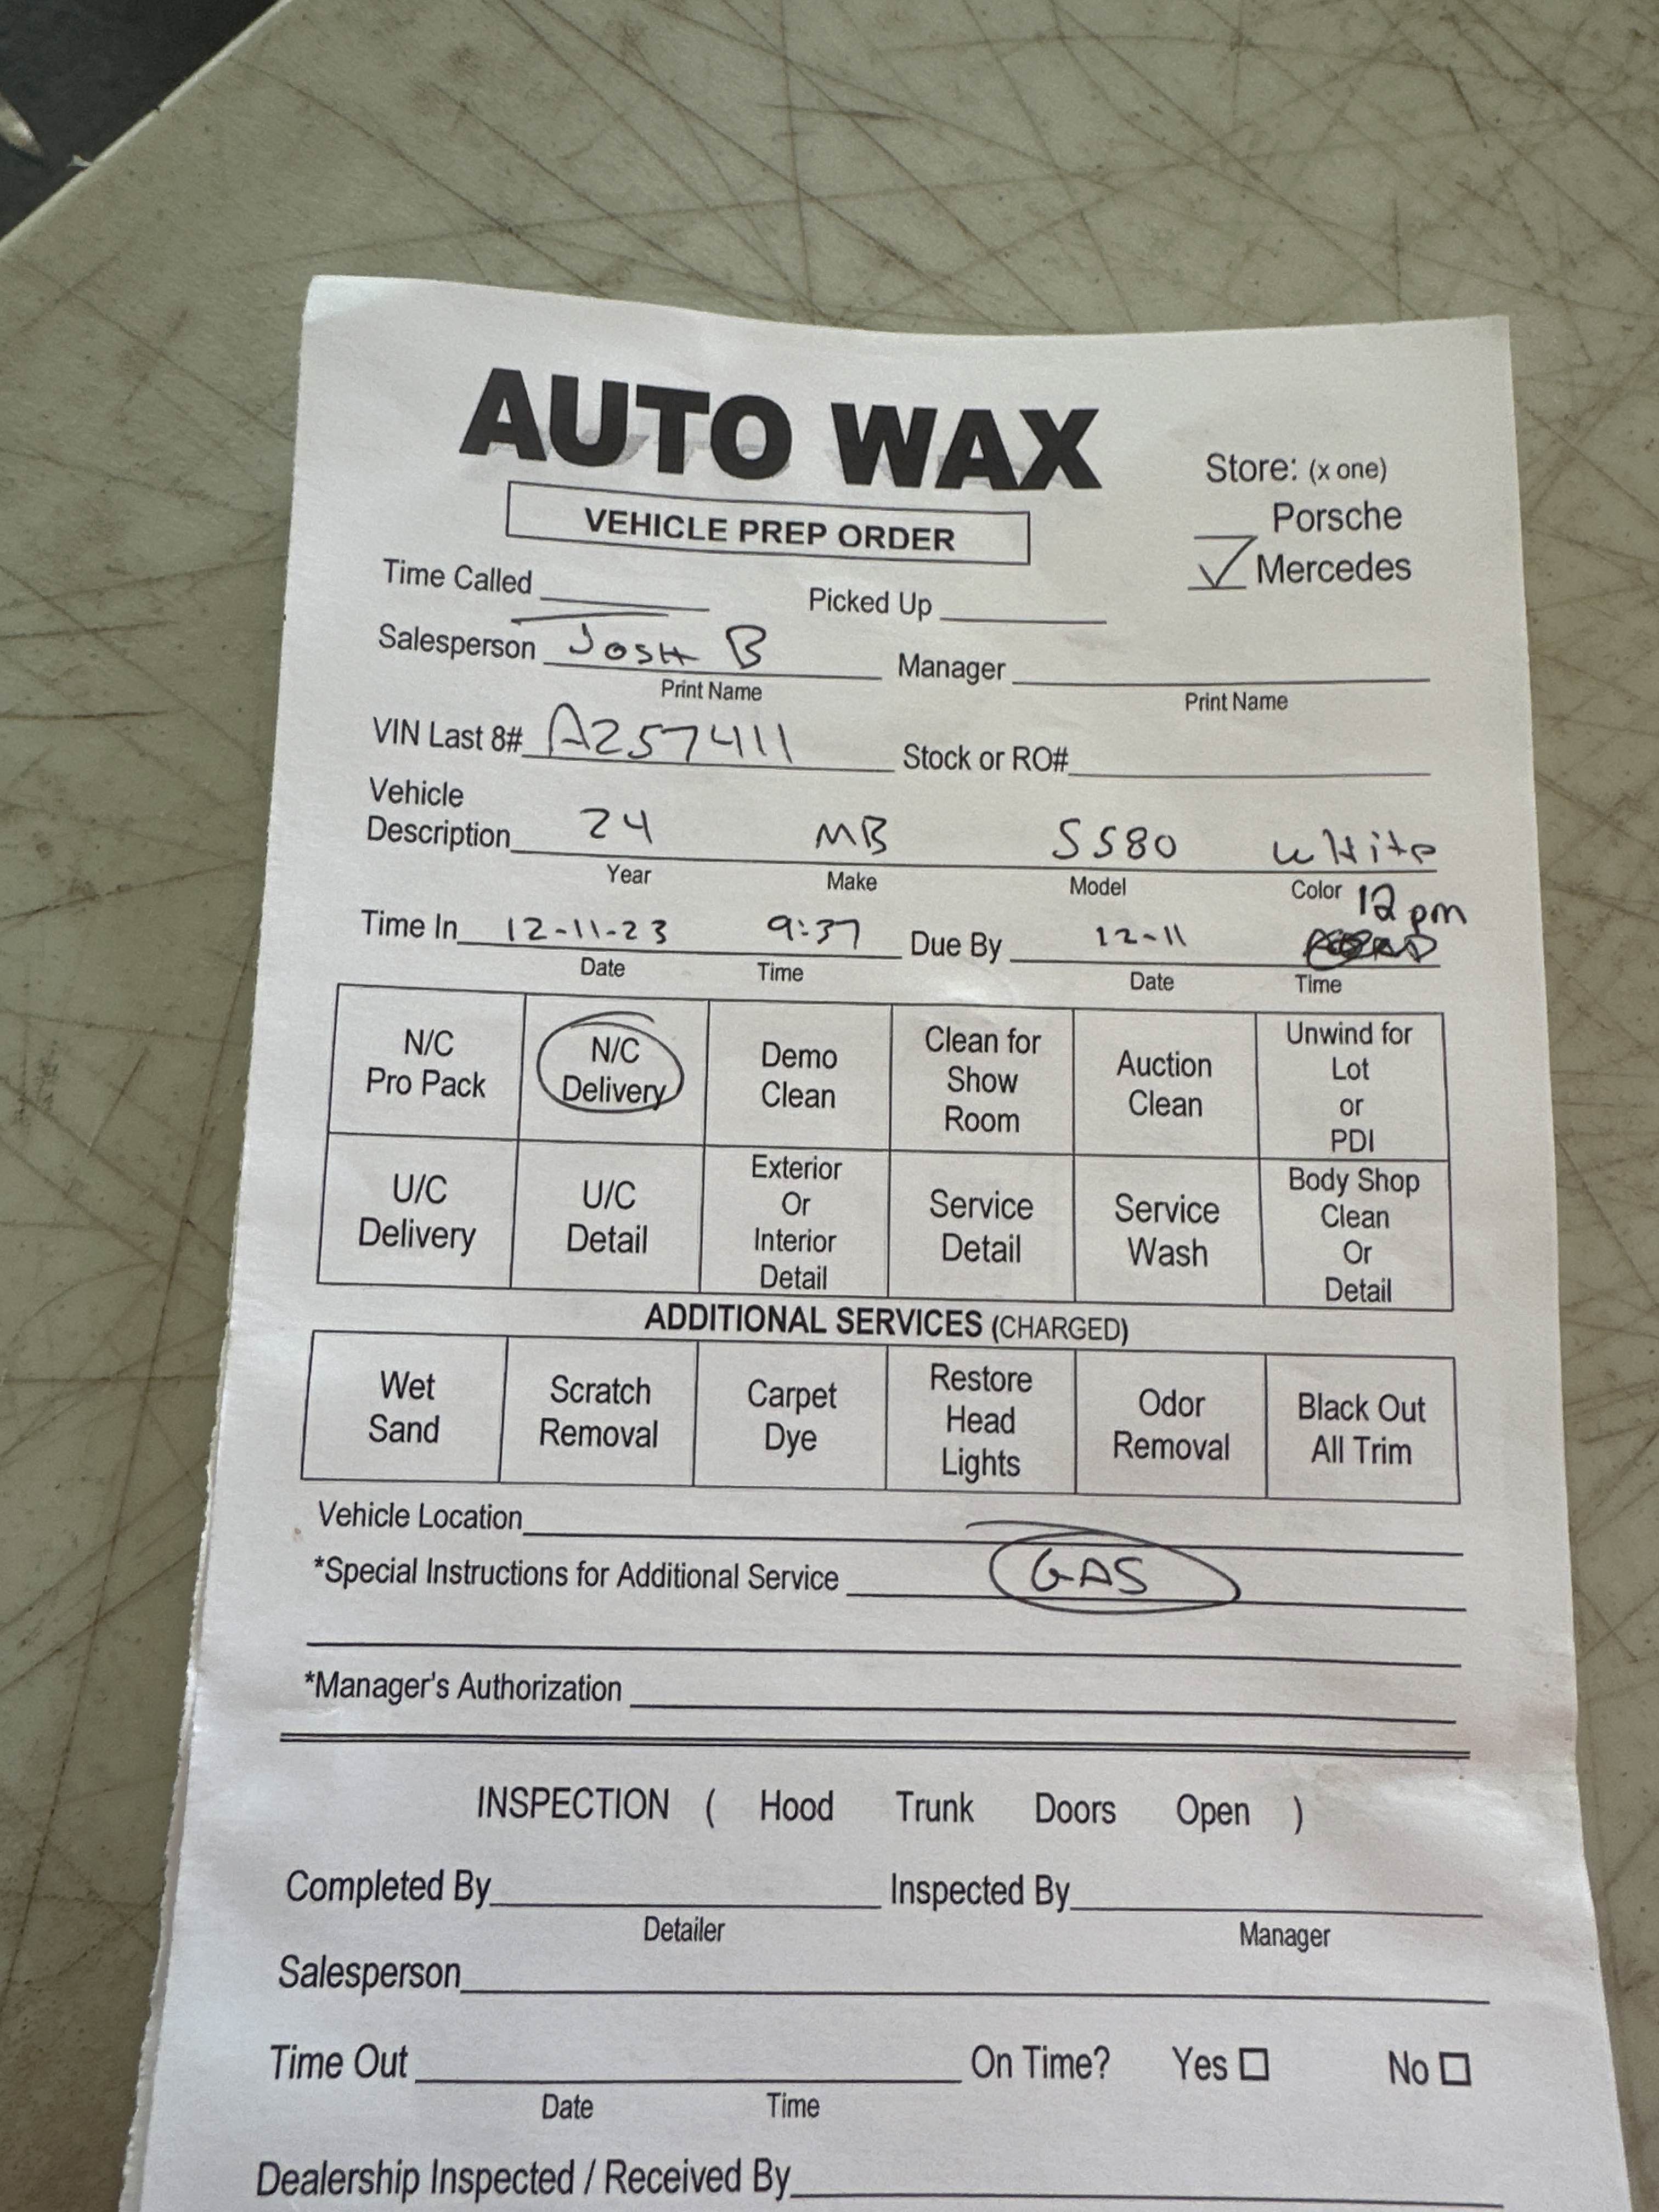 AUTO WAX
Store: (x one)
VEHICLE PREP ORDER
Porsche
✓ Mercedes
Time Called Picked Up
Salesperson Josh B Manager
Print Name Print Name
VIN Last 8# A257411 Stock or RO#
Vehicle
Description 24 MB S580 white
Year Make Model Color
12 pm
Time In 12-11-23 9:37 Due By 12-11
Date Time Date Time
N/C Pro Pack N/C Delivery Demo Clean Clean for Show Room Auction Clean Unwind for Lot or PDI
U/C Delivery U/C Detail Exterior Or Interior Detail Service Detail Service Wash Body Shop Clean Or Detail
ADDITIONAL SERVICES (CHARGED)
Wet Sand Scratch Removal Carpet Dye Restore Head Lights Odor Removal Black Out All Trim
Vehicle Location
*Special Instructions for Additional Service GAS
*Manager's Authorization
INSPECTION ( Hood Trunk Doors Open )
Completed By Inspected By
Detailer Manager
Salesperson
Time Out On Time? Yes No
Date Time
Dealership Inspected / Received By